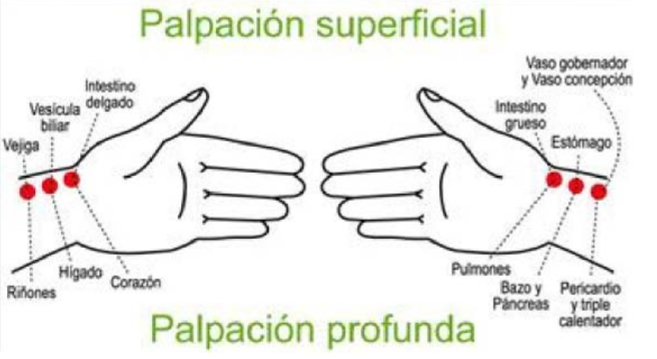 Palpación superficial
Intestino
delgado
Vesícula
biliar
Vejiga
Vaso gobernador
y Vaso concepción
Intestino
grueso
Estómago
Riñones
Hígado
Corazón
Pulmones
Bazo y
Páncreas
Pericardio
y triple
calentador
Palpación profunda